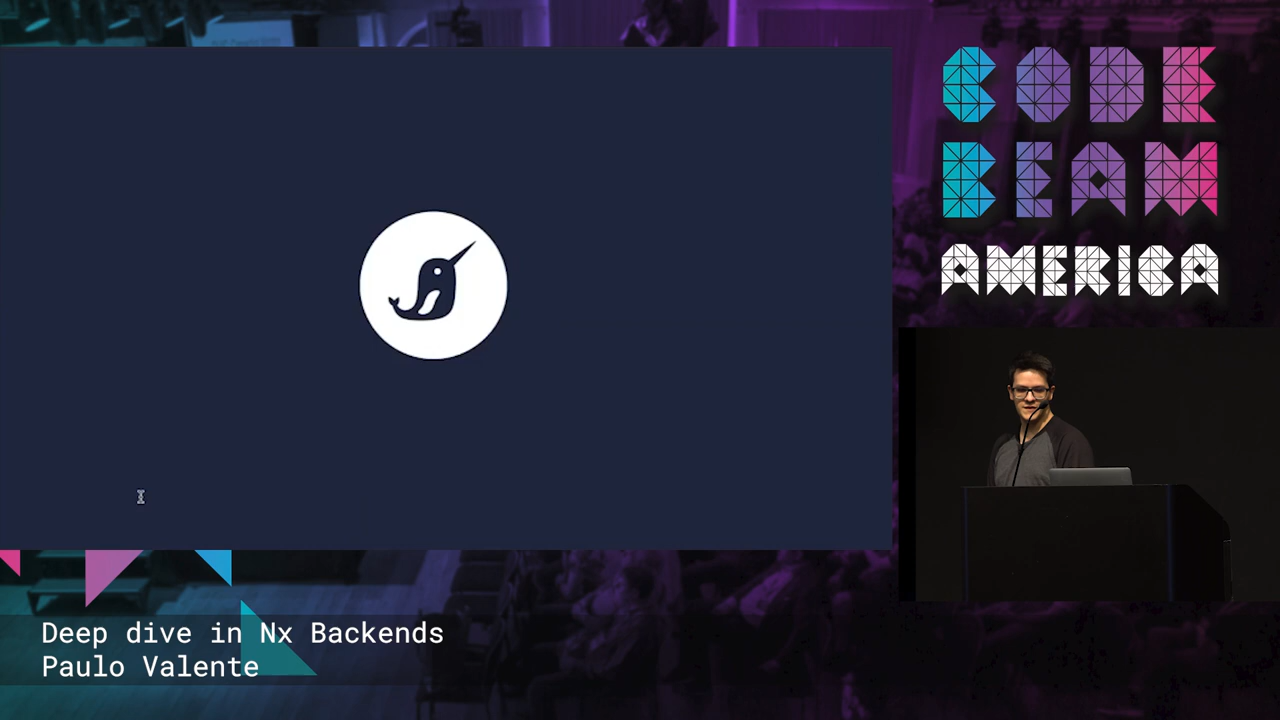 CODE
BEAM
AMERICA
Deep dive in Nx Backends
Paulo Valente